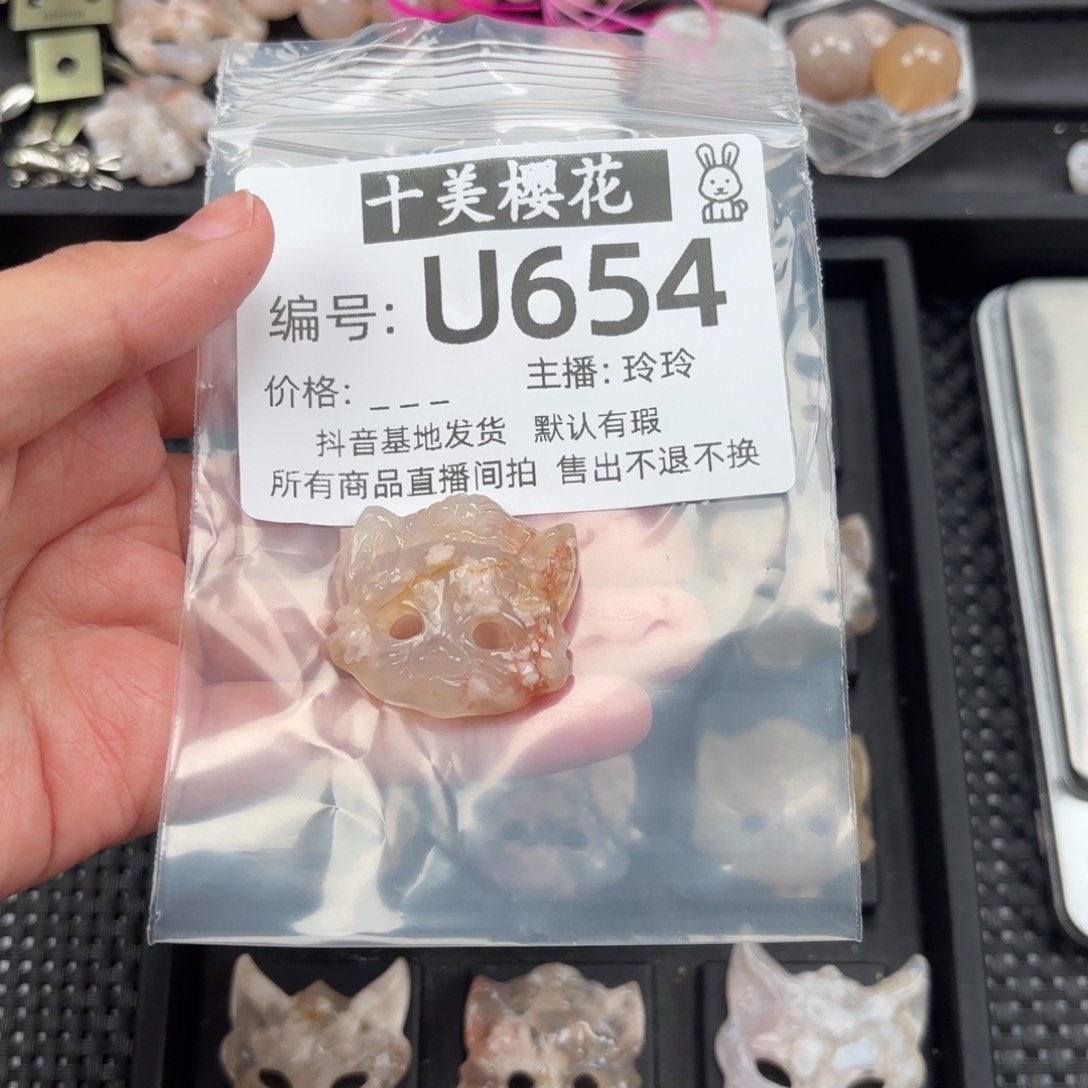 十美樱花
编号: U654
价格: _ _ _ 主播: 玲玲
抖音基地发货 默认有瑕
所有商品直播间拍 售出不退不换